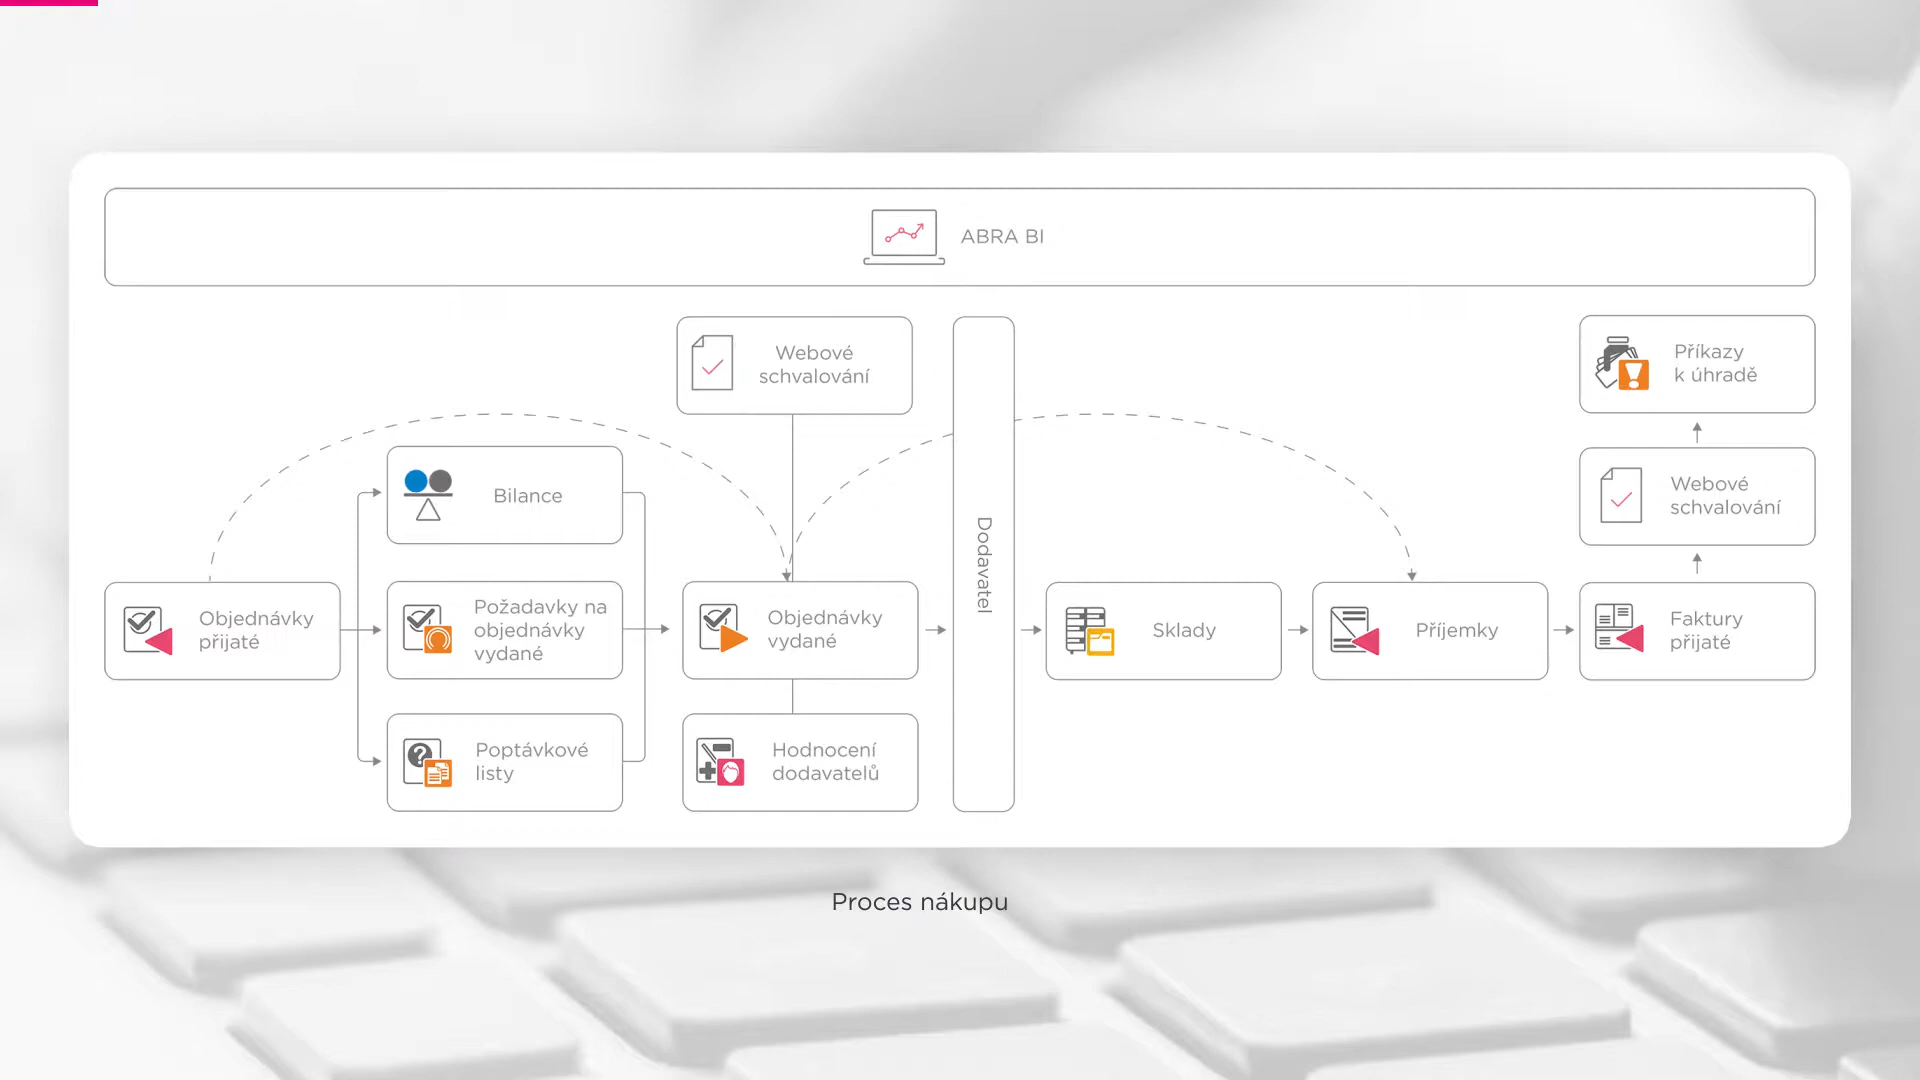 ABRA BI
Webové
schvalování
Příkazy
k úhradě
Bilance
Webové
schvalování
Dodavatel
Objednávky
přijaté
Požadavky na
objednávky
vydané
Objednávky
vydané
Sklady
Příjemky
Faktury
přijaté
Poptávkové
listy
Hodnocení
dodavatelů
Proces nákupu